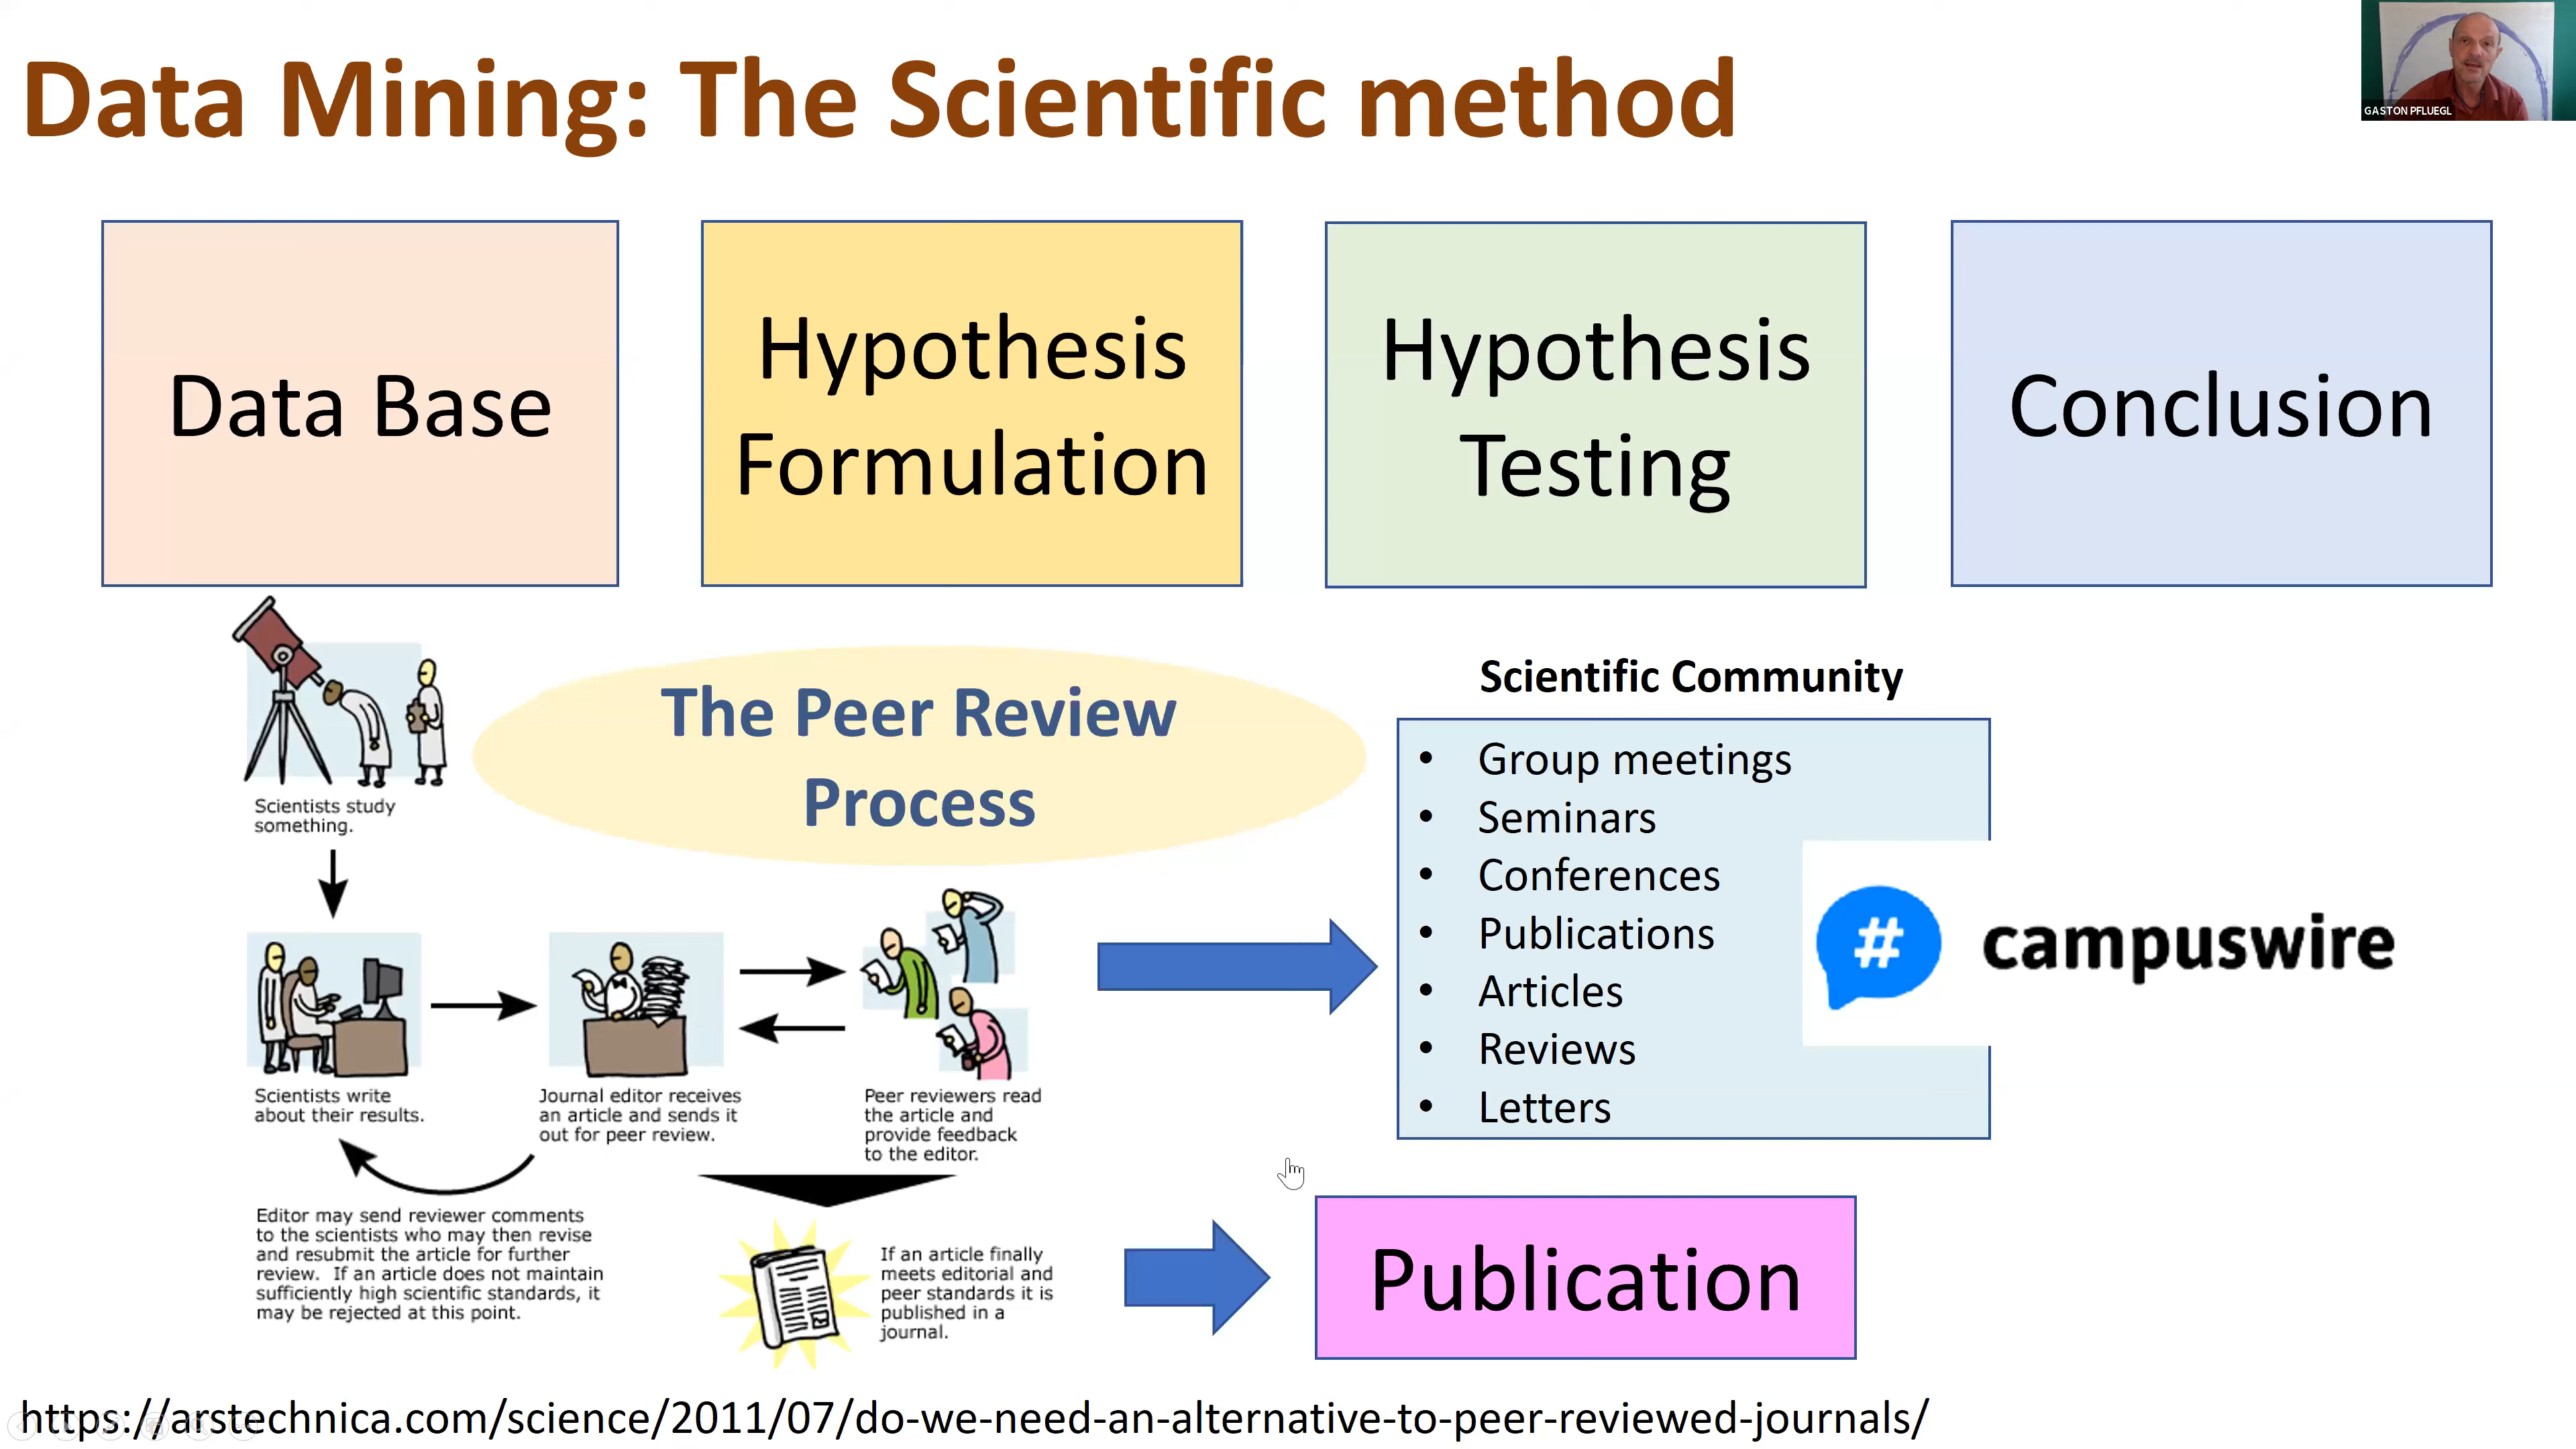 Data Mining: The Scientific method
GASTON PFLUEGL
Data Base
Hypothesis
Formulation
Hypothesis
Testing
Conclusion
Scientists study
something.
The Peer Review
Process
Scientists write
about their results.
Journal editor receives
an article and sends it
out for peer review.
Peer reviewers read
the article and
provide feedback
to the editor.
Editor may send reviewer comments
to the scientists who may then revise
and resubmit the article for further
review. If an article does not maintain
sufficiently high scientific standards, it
may be rejected at this point.
If an article finally
meets editorial and
peer standards it is
published in a
journal.
Scientific Community
• Group meetings
• Seminars
• Conferences
• Publications
• Articles
• Reviews
• Letters
# campuswire
Publication
https://arstechnica.com/science/2011/07/do-we-need-an-alternative-to-peer-reviewed-journals/